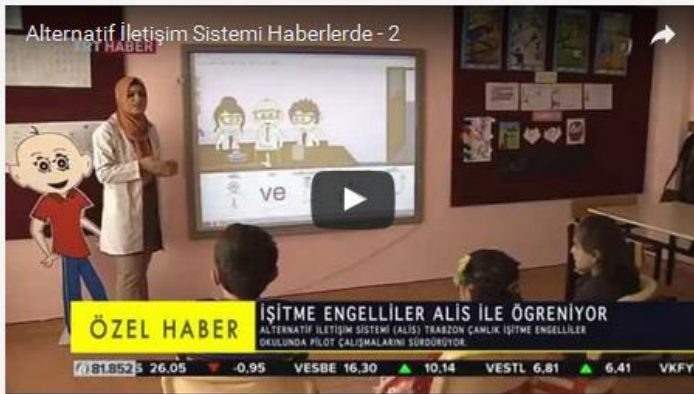 Alternatif İletişim Sistemi Haberlerde - 2
TRT HABER
ve
ÖZEL HABER
İŞİTME ENGELLİLER ALİS İLE ÖGRENİYOR
ALTERNATİF İLETİŞİM SİSTEMİ (ALİS) TRABZON ÇAMLIK İŞİTME ENGELLİLER
OKULUNDA PİLOT ÇALIŞMALARINI SÜRDÜRÜYOR.
81.852 S 26,05 -0,95 VESBE 16,30 10,14 VESTL 6,81 6,41 VKFY